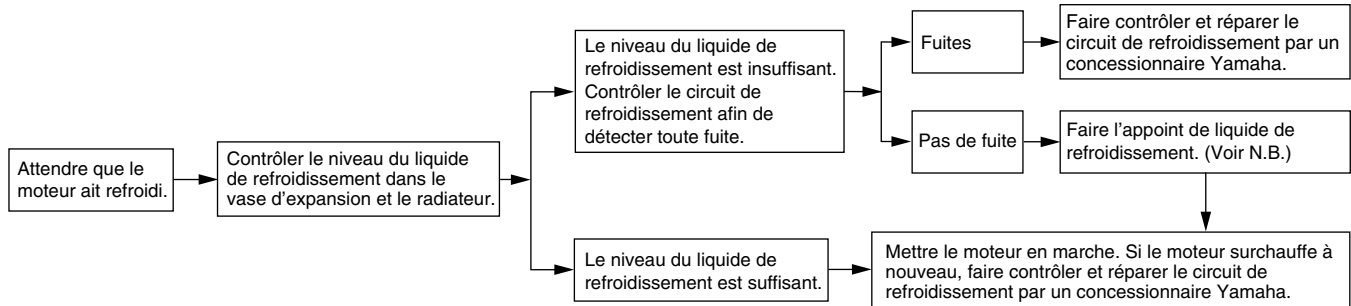 Attendre que le
moteur ait refroidi.
Contrôler le niveau du liquide
de refroidissement dans le
vase d'expansion et le radiateur.
Le niveau du liquide de
refroidissement est insuffisant.
Contrôler le circuit de
refroidissement afin de
détecter toute fuite.
Fuites
Faire contrôler et réparer le
circuit de refroidissement par un
concessionnaire Yamaha.
Pas de fuite
Faire l'appoint de liquide de
refroidissement. (Voir N.B.)
Le niveau du liquide de
refroidissement est suffisant.
Mettre le moteur en marche. Si le moteur surchauffe à
nouveau, faire contrôler et réparer le circuit de
refroidissement par un concessionnaire Yamaha.